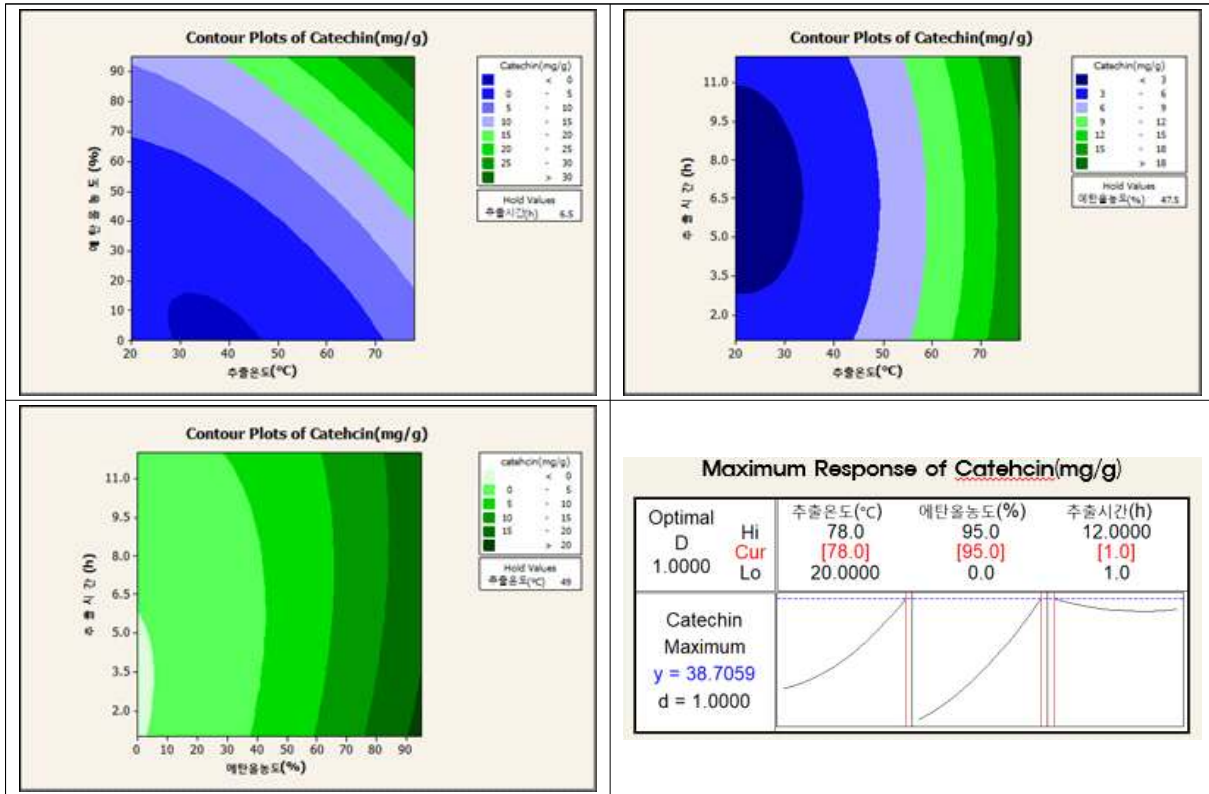 Contour Plots of Catechin(mg/g)
Catechin(mg/g)
< 0
0 - 5
5 - 10
10 - 15
15 - 20
20 - 25
25 - 30
> 30
Hold Values
추출시간(h) 6.5
에탄올농도(%)
90
80
70
60
50
40
30
20
10
0
20 30 40 50 60 70
추출온도(°C)
Contour Plots of Catechin(mg/g)
Catechin(mg/g)
< 3
3 - 6
6 - 9
9 - 12
12 - 15
15 - 18
> 18
Hold Values
에탄올농도(%) 47.5
추출시간(h)
11.0
9.5
8.0
6.5
5.0
3.5
2.0
20 30 40 50 60 70
추출온도(°C)
Contour Plots of Catehcin(mg/g)
catehcin(mg/g)
< 0
0 - 5
5 - 10
10 - 15
15 - 20
> 20
Hold Values
추출온도(°C) 49
추출시간(h)
11.0
9.5
8.0
6.5
5.0
3.5
2.0
0 10 20 30 40 50 60 70 80 90
에탄올농도(%)
Maximum Response of Catehcin(mg/g)
Optimal
D
1.0000
Hi
Cur
Lo
추출온도(°C) 에탄올농도(%) 추출시간(h)
78.0 95.0 12.0000
[78.0] [95.0] [1.0]
20.0000 0.0 1.0
Catechin
Maximum
y = 38.7059
d = 1.0000